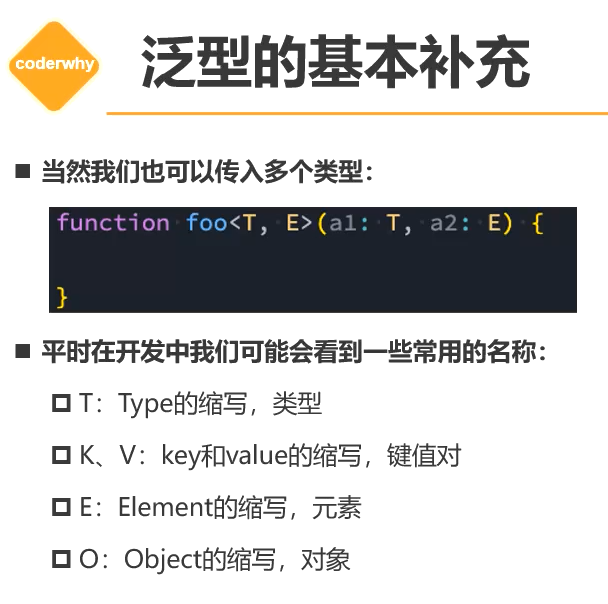 coderwhy
泛型的基本补充
当然我们也可以传入多个类型：
function foo<T, E>(a1: T, a2: E) {
}
平时在开发中我们可能会看到一些常用的名称：
T：Type的缩写，类型
K、V：key和value的缩写，键值对
E：Element的缩写，元素
O：Object的缩写，对象